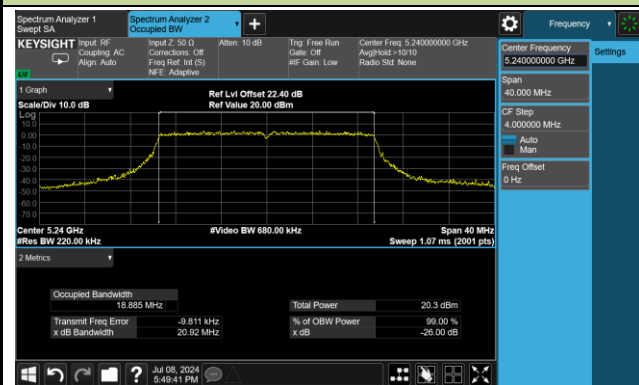 Spectrum Analyzer 1
Swept SA
Spectrum Analyzer 2
Occupied BW
Frequency
KEYSIGHT
Input: RF
Coupling: AC
Align: Auto
Input Z: 50 Ω
Corrections: Off
Freq Ref: Int (S)
NFE: Adaptive
Atten: 10 dB
Trig: Free Run
Gate: Off
#IF Gain: Low
Center Freq: 5.240000000 GHz
Avg|Hold:>10/10
Radio Std: None
Center Frequency
5.240000000 GHz
Settings
Span
40.000 MHz
CF Step
4.000000 MHz
Auto
Man
Freq Offset
0 Hz
1 Graph
Scale/Div 10.0 dB
Ref Lvl Offset 22.40 dB
Ref Value 20.00 dBm
Log
10.0
0.00
-10.0
-20.0
-30.0
-40.0
-50.0
-60.0
-70.0
Center 5.24 GHz
#Res BW 220.00 kHz
#Video BW 680.00 kHz
Span 40 MHz
Sweep 1.07 ms (2001 pts)
2 Metrics
Occupied Bandwidth
18.885 MHz
Total Power
20.3 dBm
Transmit Freq Error
-9.811 kHz
% of OBW Power
99.00 %
x dB Bandwidth
20.92 MHz
x dB
-26.00 dB
Jul 08, 2024
5:49:41 PM